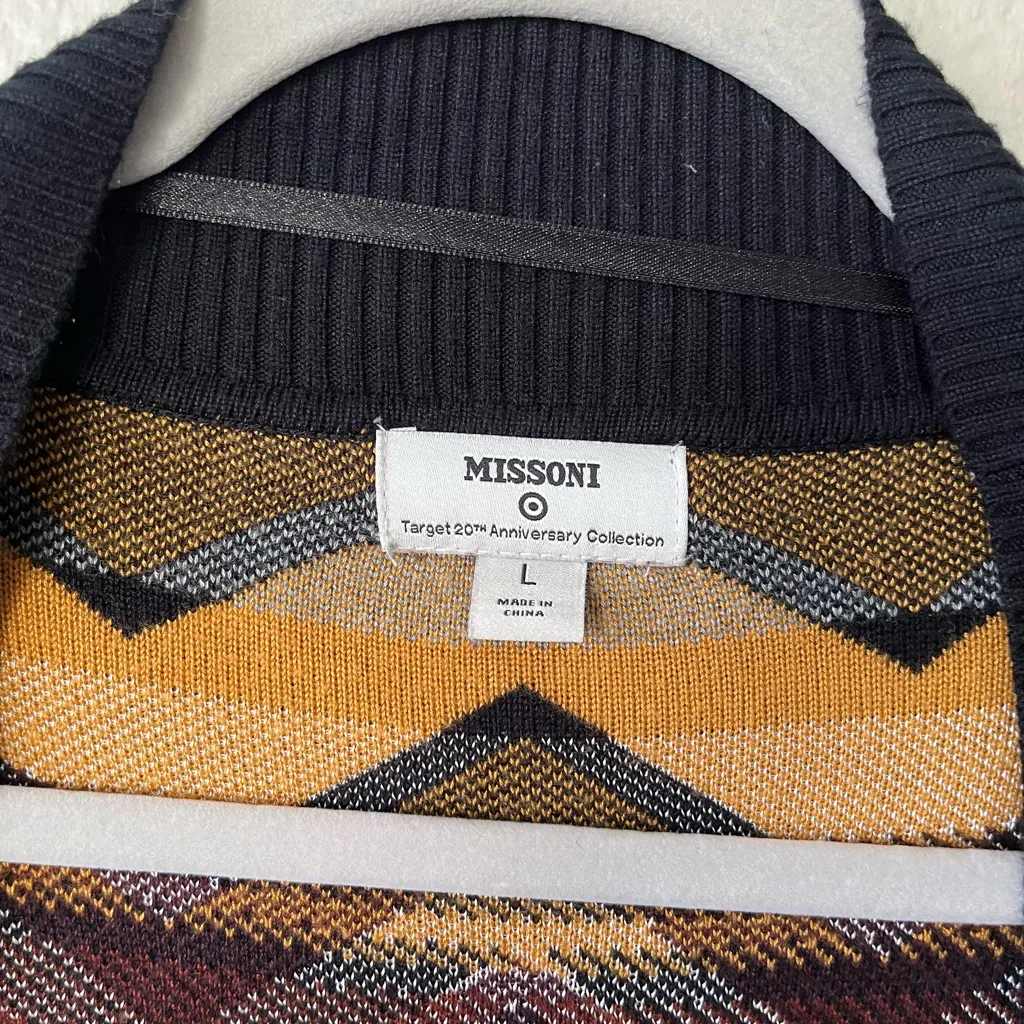 MISSONI
Target 20TH Anniversary Collection
L
MADE IN
CHINA